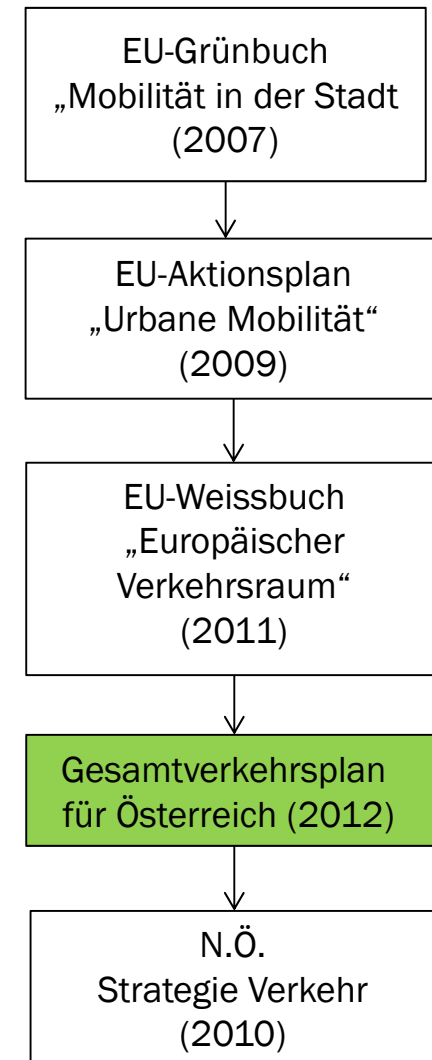 EU-Grünbuch
„Mobilität in der Stadt
(2007)
EU-Aktionsplan
„Urbane Mobilität“
(2009)
EU-Weissbuch
„Europäischer
Verkehrsraum“
(2011)
Gesamtverkehrsplan
für Österreich (2012)
N.Ö.
Strategie Verkehr
(2010)